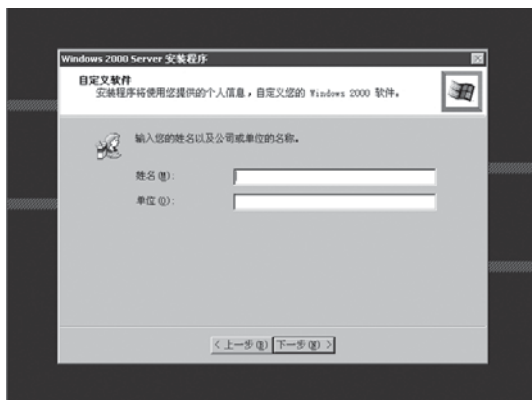 Windows 2000 Server 安装程序
自定义软件
安装程序将使用您提供的个人信息，自定义您的 Windows 2000 软件。
输入您的姓名以及公司或单位的名称。
姓名(M):
单位(O):
< 上一步(B)
下一步(N) >